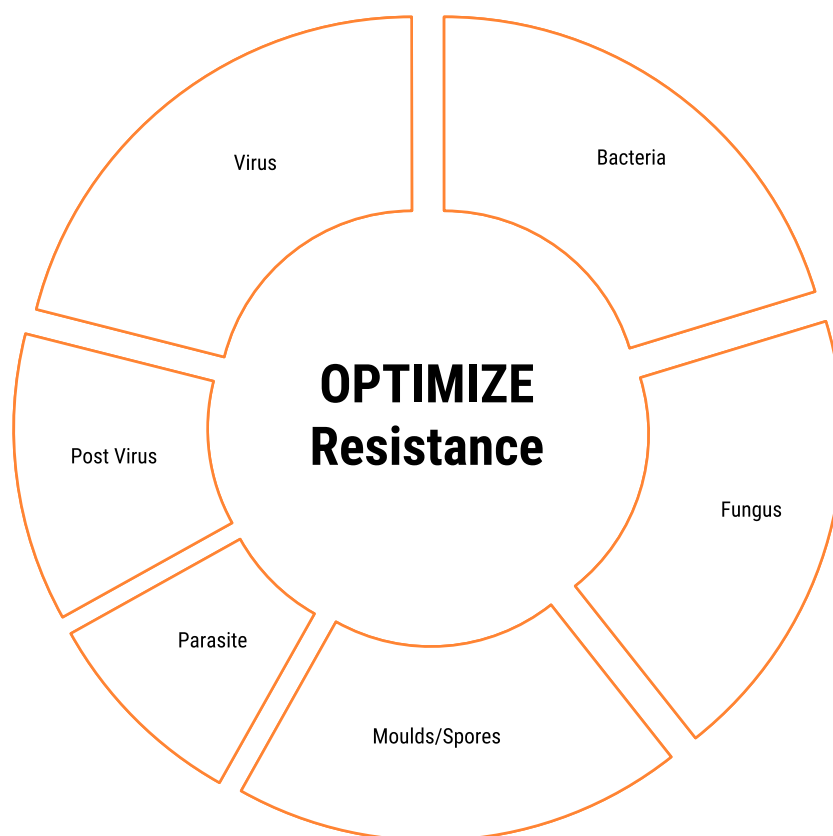 Virus
Bacteria
OPTIMIZE
Resistance
Post Virus
Fungus
Parasite
Moulds/Spores